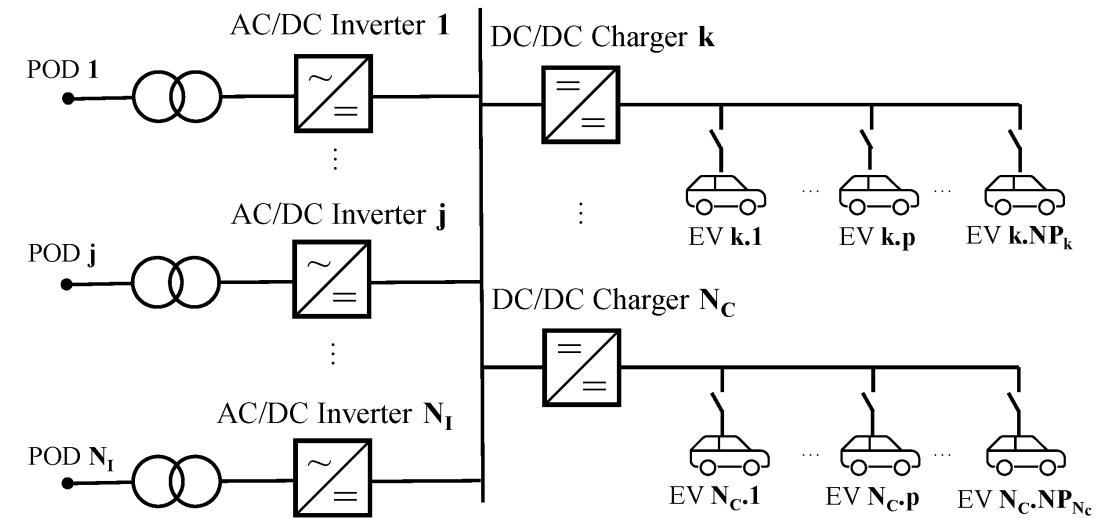 AC/DC Inverter 1
DC/DC Charger k
POD 1
EV k.1
EV k.p
EV k.NPk
AC/DC Inverter j
POD j
DC/DC Charger NC
AC/DC Inverter NI
POD NI
EV NC.1
EV NC.p
EV NC.NPNc